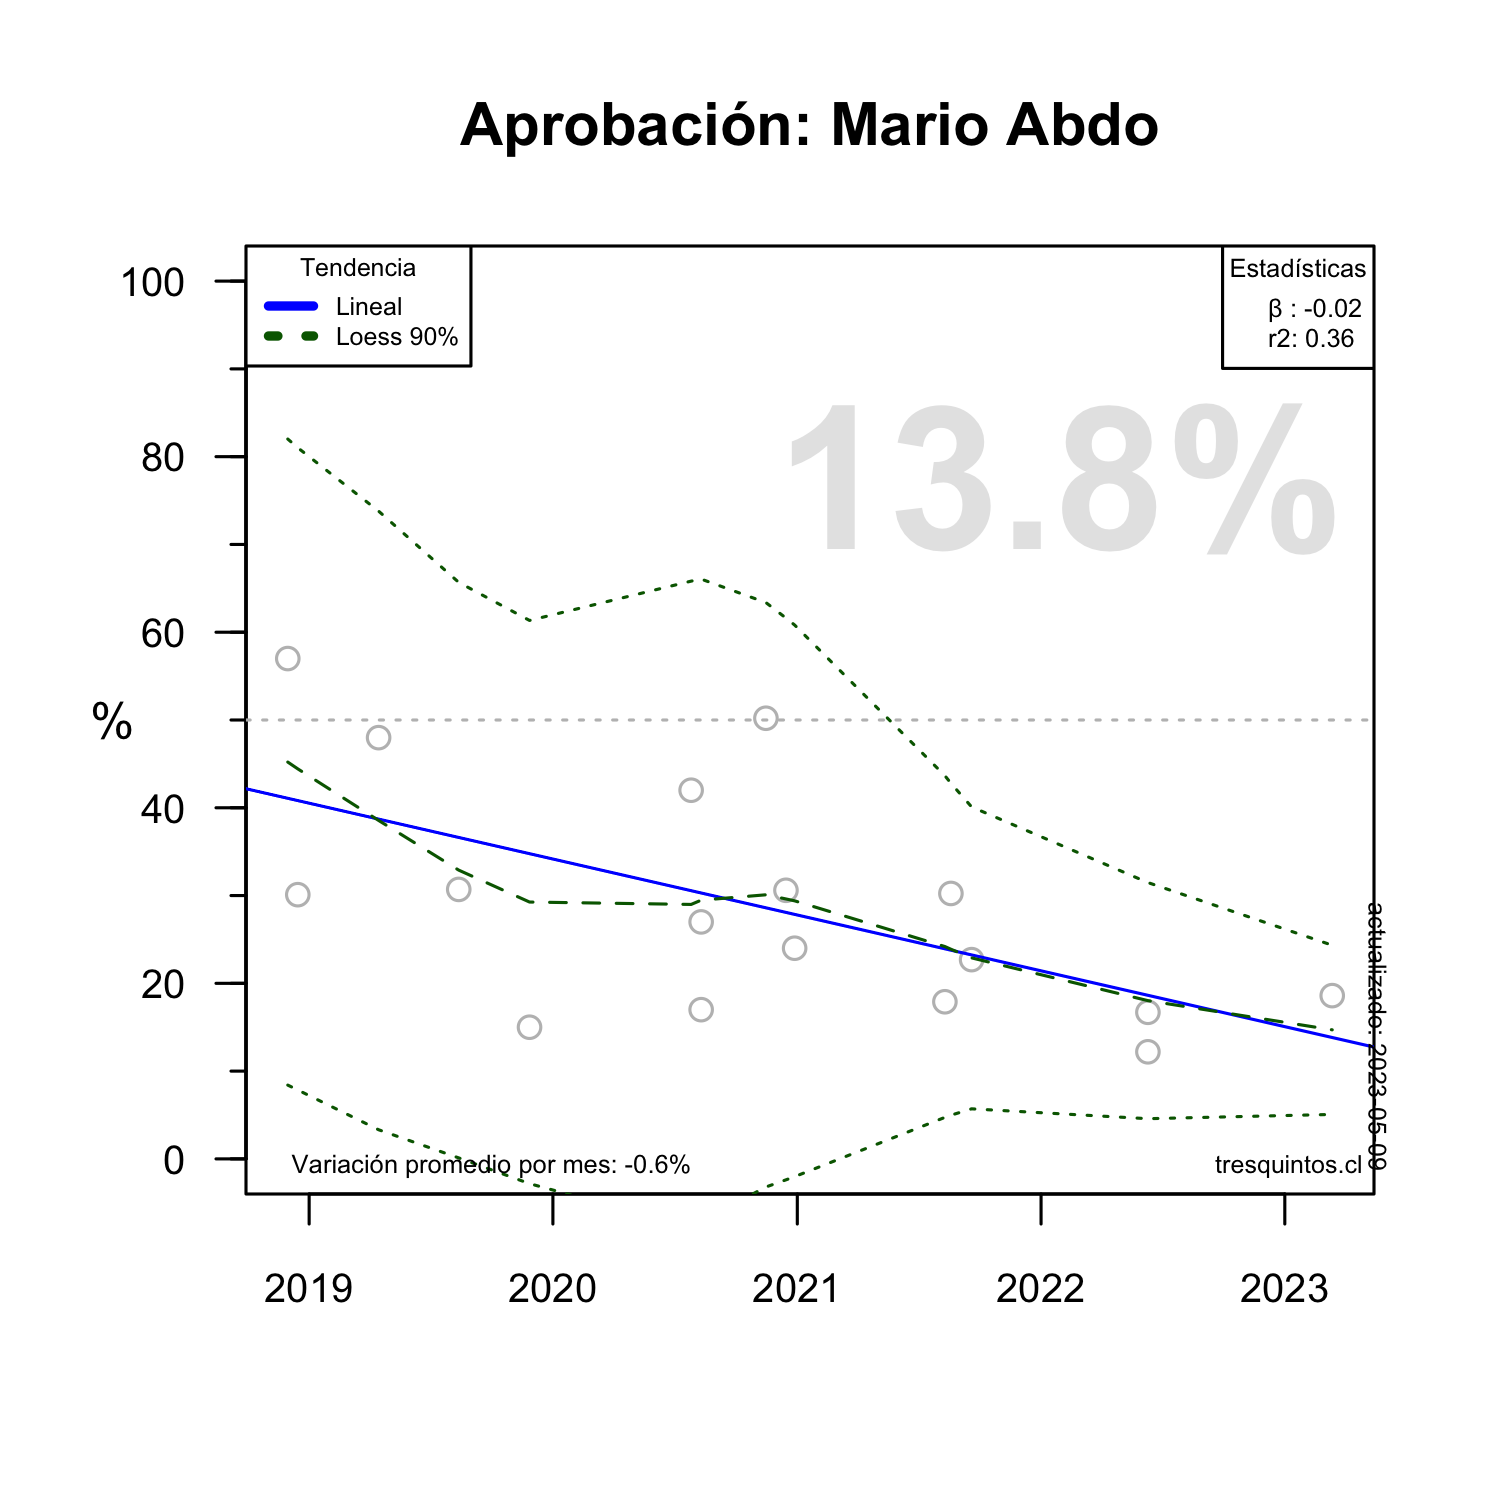 Aprobación: Mario Abdo
Tendencia
Lineal
Loess 90%
Estadísticas
β : -0.02
r2: 0.36
13.8%
100
80
60
40
20
0
%
actualizado: 2023-05-09
Variación promedio por mes: -0.6%
tresquintos.cl
2019
2020
2021
2022
2023